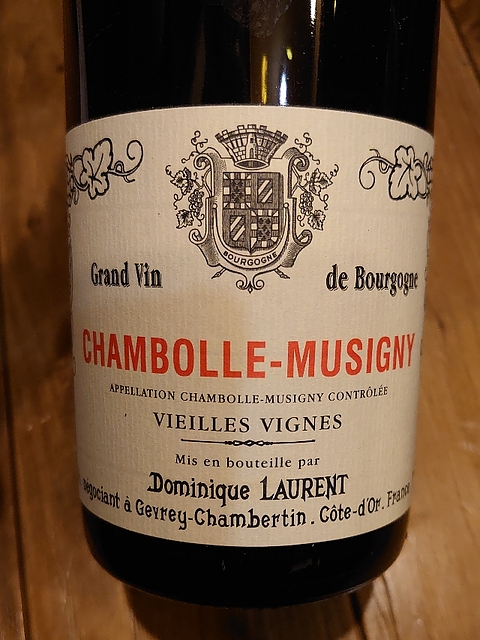 BOURGOGNE
Grand Vin de Bourgogne
CHAMBOLLE-MUSIGNY
APPELLATION CHAMBOLLE-MUSIGNY CONTRÔLÉE
VIEILLES VIGNES
Mis en bouteille par
Dominique LAURENT
négociant à Gevrey-Chambertin. Côte-d'Or. France